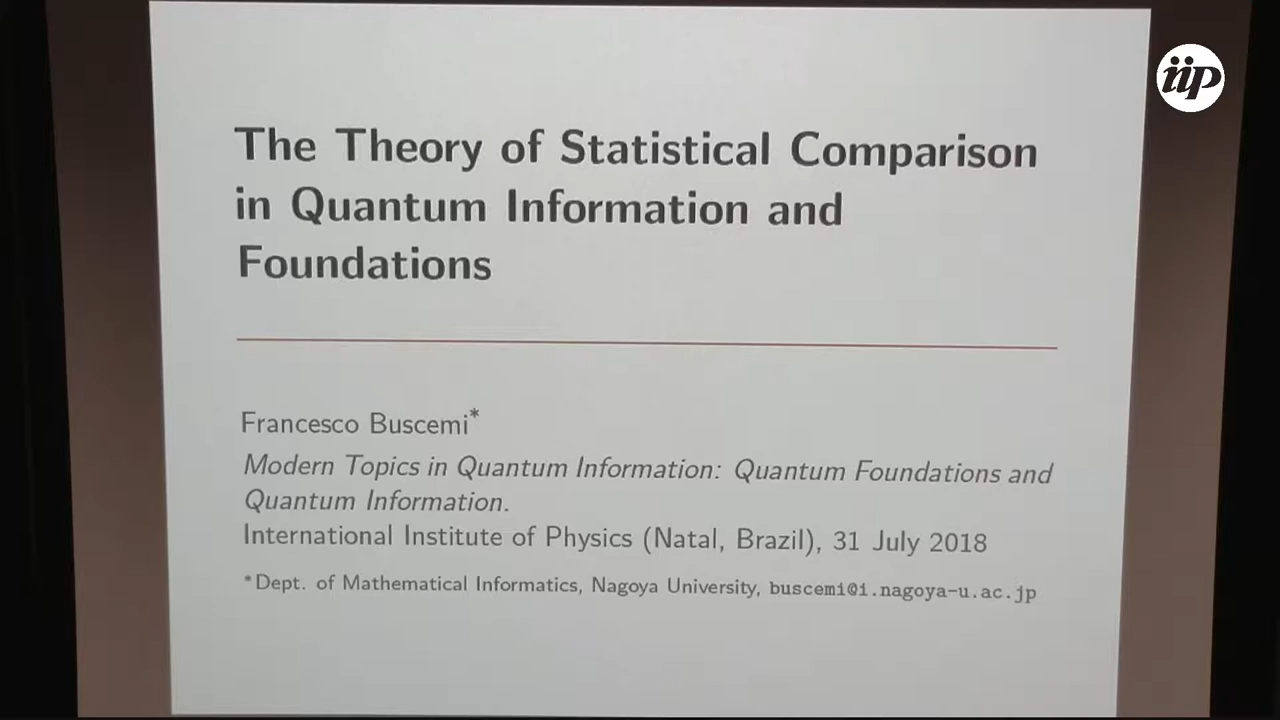 iip
The Theory of Statistical Comparison
in Quantum Information and
Foundations
Francesco Buscemi*
Modern Topics in Quantum Information: Quantum Foundations and
Quantum Information.
International Institute of Physics (Natal, Brazil), 31 July 2018
*Dept. of Mathematical Informatics, Nagoya University, buscemi@i.nagoya-u.ac.jp